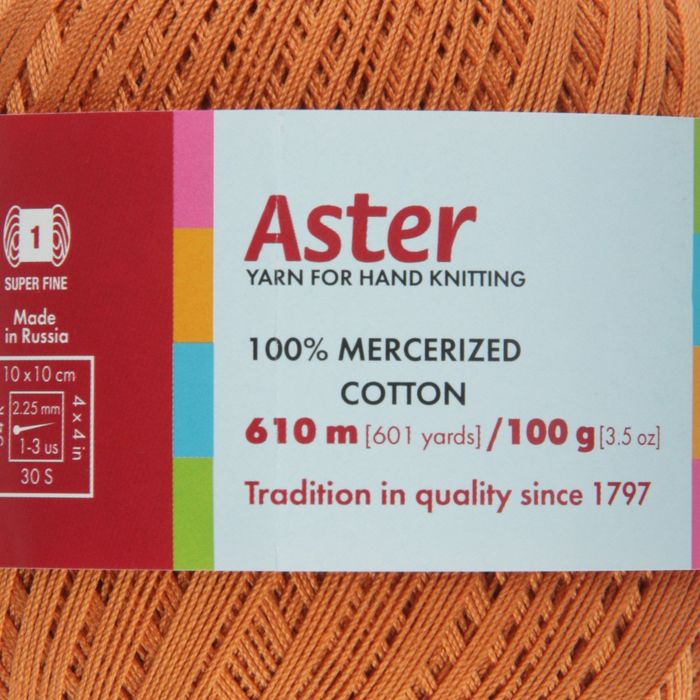 1
SUPER FINE
Made
in Russia
10 x 10 cm
2.25 mm
1-3 us
4 x 4 in
30 S
Aster
YARN FOR HAND KNITTING
100% MERCERIZED
COTTON
610 m [601 yards] / 100 g [3.5 oz]
Tradition in quality since 1797